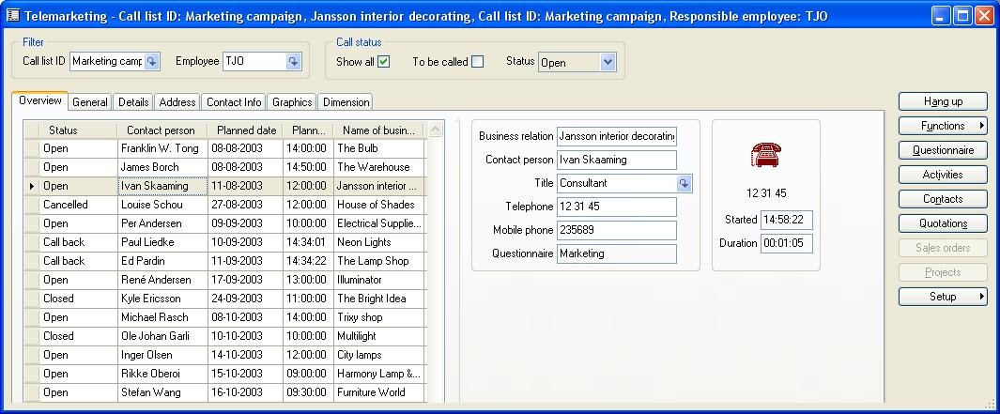 Telemarketing - Call list ID: Marketing campaign, Jansson interior decorating, Call list ID: Marketing campaign, Responsible employee: TJO
Filter
Call list ID Marketing camp Employee TJO
Call status
Show all To be called Status Open
Overview General Details Address Contact Info Graphics Dimension
Status Contact person Planned date Plann... Name of busin...
Open Franklin W. Tong 08-08-2003 14:00:00 The Bulb
Open James Borch 08-08-2003 14:50:00 The Warehouse
Open Ivan Skaaming 11-08-2003 12:00:00 Jansson interior ...
Cancelled Louise Schou 27-08-2003 12:00:00 House of Shades
Open Per Andersen 09-09-2003 10:00:00 Electrical Supplie...
Call back Paul Liedke 10-09-2003 14:34:01 Neon Lights
Call back Ed Pardin 11-09-2003 14:34:22 The Lamp Shop
Open René Andersen 17-09-2003 13:00:00 Illuminator
Closed Kyle Ericsson 24-09-2003 11:00:00 The Bright Idea
Open Michael Rasch 08-10-2003 14:00:00 Trixy shop
Closed Ole Johan Garli 10-10-2003 10:00:00 Multilight
Open Inger Olsen 14-10-2003 12:00:00 City lamps
Open Rikke Oberoi 15-10-2003 09:00:00 Harmony Lamp &...
Open Stefan Wang 16-10-2003 09:30:00 Furniture World
Business relation Jansson interior decorating
Contact person Ivan Skaaming
Title Consultant
Telephone 12 31 45
Mobile phone 235689
Questionnaire Marketing
12 31 45
Started 14:58:22
Duration 00:01:05
Hang up
Functions
Questionnaire
Activities
Contacts
Quotations
Sales orders
Projects
Setup